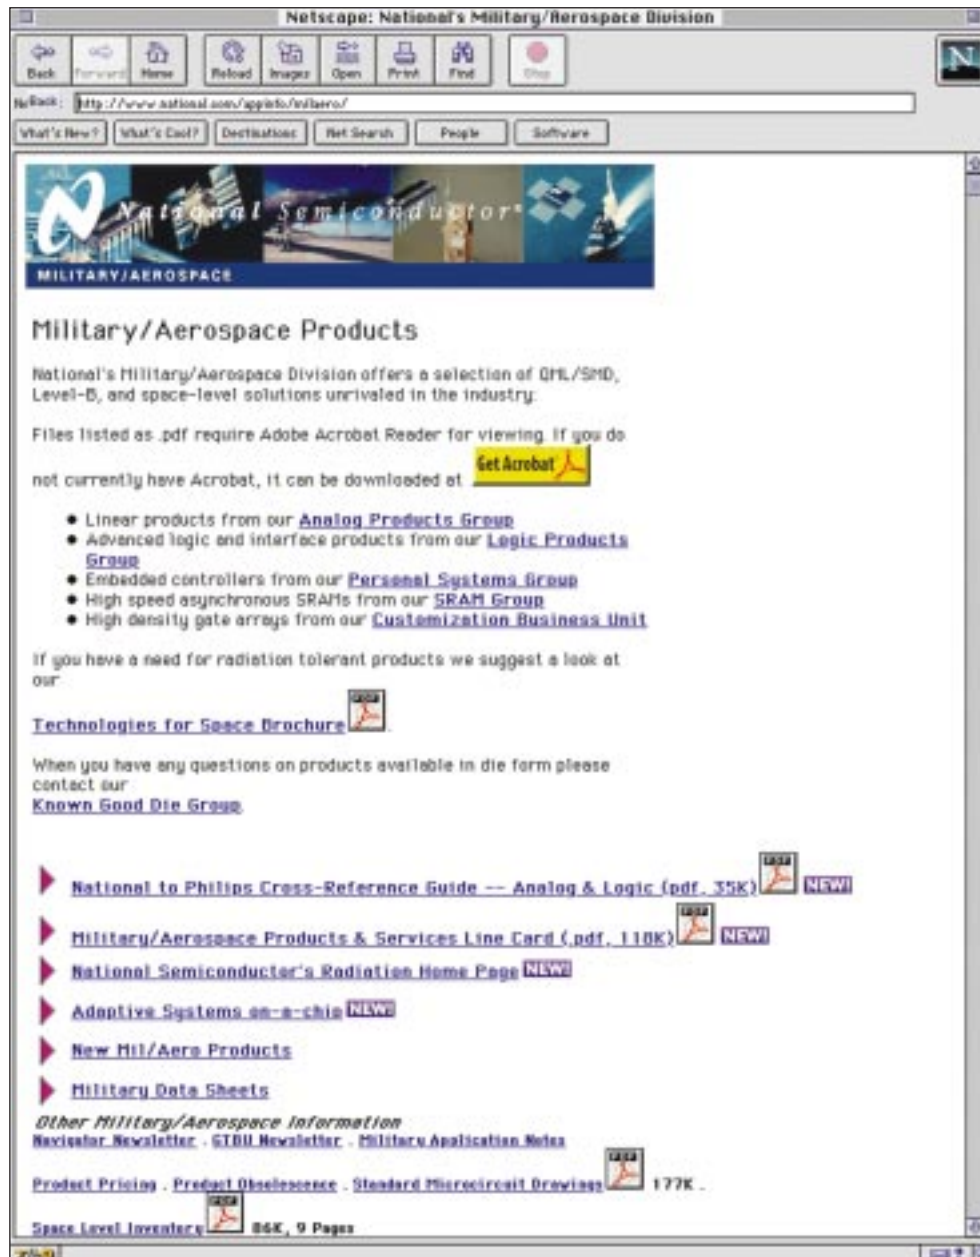 Netscape: National's Military/Aerospace Division
Back Forward Home Reload Images Open Print Find Stop
N
Back: http://www.national.com/appinfo/milaero/
What's New? What's Cool? Destinations Net Search People Software
National Semiconductor®
MILITARY/AEROSPACE
Military/Aerospace Products
National's Military/Aerospace Division offers a selection of QML/SMD,
Level-B, and space-level solutions unrivaled in the industry.
Files listed as .pdf require Adobe Acrobat Reader for viewing. If you do
not currently have Acrobat, it can be downloaded at Get Acrobat
● Linear products from our Analog Products Group
● Advanced logic and interface products from our Logic Products
Group
● Embedded controllers from our Personal Systems Group
● High speed asynchronous SRAMs from our SRAM Group
● High density gate arrays from our Customization Business Unit
If you have a need for radiation tolerant products we suggest a look at
our
Technologies for Space Brochure PDF.
When you have any questions on products available in die form please
contact our
Known Good Die Group.
National to Philips Cross-Reference Guide -- Analog & Logic (pdf, 35K) PDF NEW!
Military/Aerospace Products & Services Line Card (.pdf, 118K) PDF NEW!
National Semiconductor's Radiation Home Page NEW!
Adaptive Systems on-a-chip NEW!
New Mil/Aero Products
Military Data Sheets
Other Military/Aerospace Information
Navigator Newsletter . GTBU Newsletter . Military Application Notes
Product Pricing . Product Obsolescence . Standard Microcircuit Drawings PDF 177K .
Space Level Inventory PDF 86K, 9 Pages